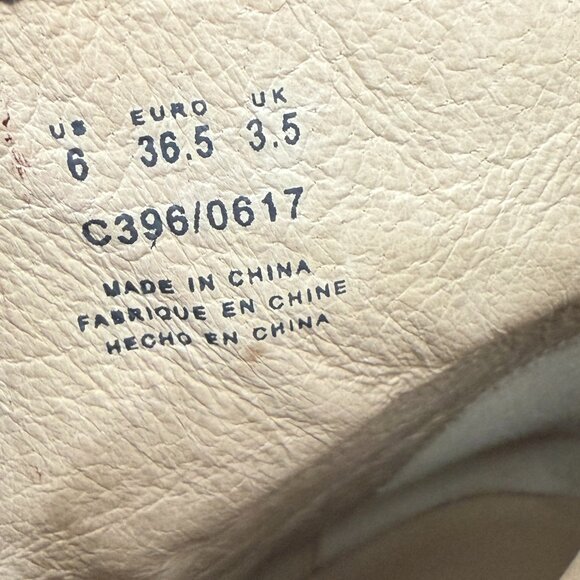 US EURO UK
6 36.5 3.5
C396/0617
MADE IN CHINA
FABRIQUE EN CHINE
HECHO EN CHINA